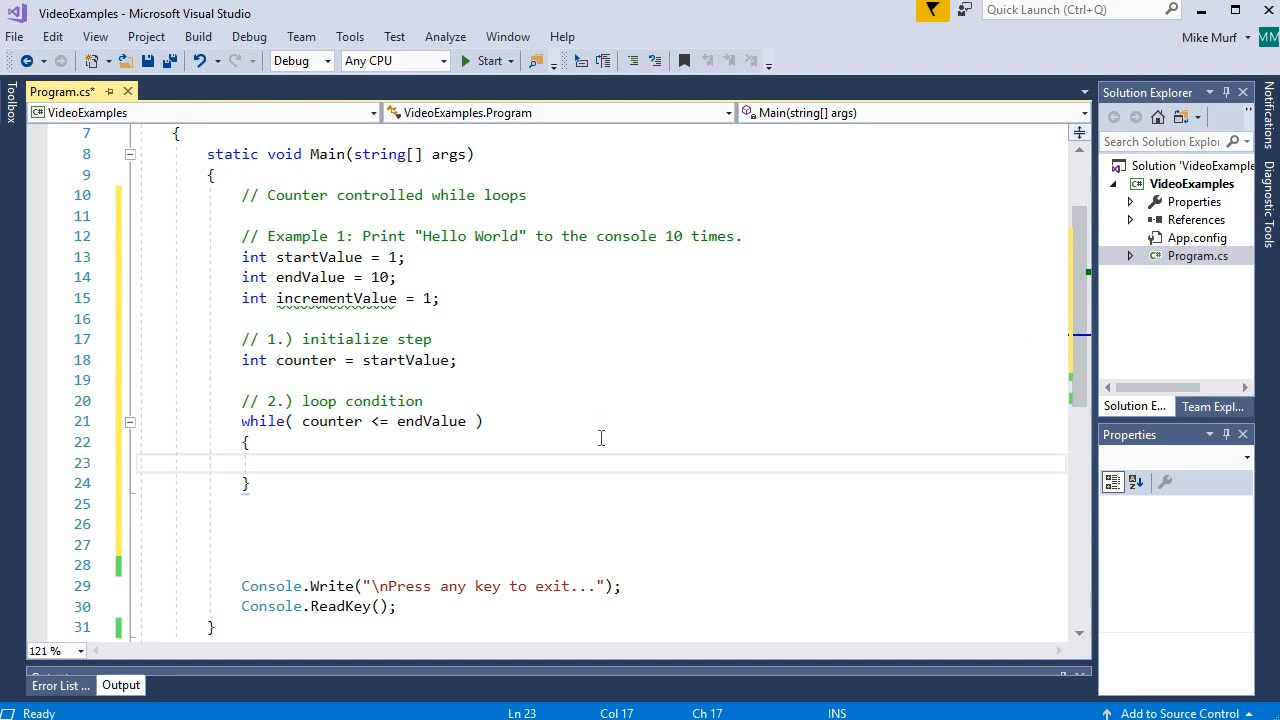 VideoExamples - Microsoft Visual Studio
Quick Launch (Ctrl+Q)
File Edit View Project Build Debug Team Tools Test Analyze Window Help
Mike Murf MM
Debug Any CPU Start
Toolbox
Program.cs*
VideoExamples VideoExamples.Program Main(string[] args)
7 {
8 static void Main(string[] args)
9 {
10 // Counter controlled while loops
11
12 // Example 1: Print "Hello World" to the console 10 times.
13 int startValue = 1;
14 int endValue = 10;
15 int incrementValue = 1;
16
17 // 1.) initialize step
18 int counter = startValue;
19
20 // 2.) loop condition
21 while( counter <= endValue )
22 {
23
24 }
25
26
27
28
29 Console.Write("\nPress any key to exit...");
30 Console.ReadKey();
31 }
121 %
Error List ... Output
Solution Explorer
Search Solution Explor
Solution 'VideoExample
VideoExamples
Properties
References
App.config
C# Program.cs
Solution E... Team Expl...
Properties
Notifications
Diagnostic Tools
Ready Ln 23 Col 17 Ch 17 INS Add to Source Control